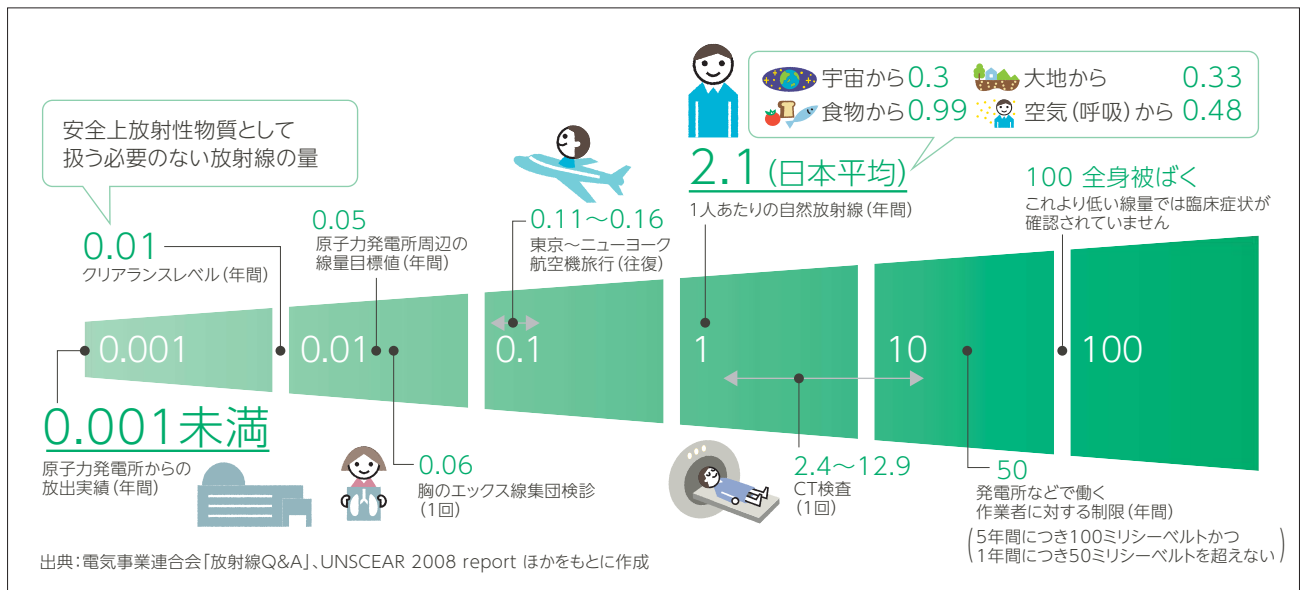 宇宙から0.3 大地から 0.33
食物から0.99 空気(呼吸)から 0.48
安全上放射性物質として
扱う必要のない放射線の量
2.1(日本平均)
1人あたりの自然放射線(年間)
100 全身被ばく
これより低い線量では臨床症状が
確認されていません
0.01
クリアランスレベル(年間)
0.05
原子力発電所周辺の
線量目標値(年間)
0.11〜0.16
東京〜ニューヨーク
航空機旅行(往復)
0.001 0.01 0.1 1 10 100
0.001未満
原子力発電所からの
放出実績(年間)
0.06
胸のエックス線集団検診
(1回)
2.4〜12.9
CT検査
(1回)
50
発電所などで働く
作業者に対する制限(年間)
(5年間につき100ミリシーベルトかつ
1年間につき50ミリシーベルトを超えない)
出典:電気事業連合会「放射線Q&A」、UNSCEAR 2008 report ほかをもとに作成